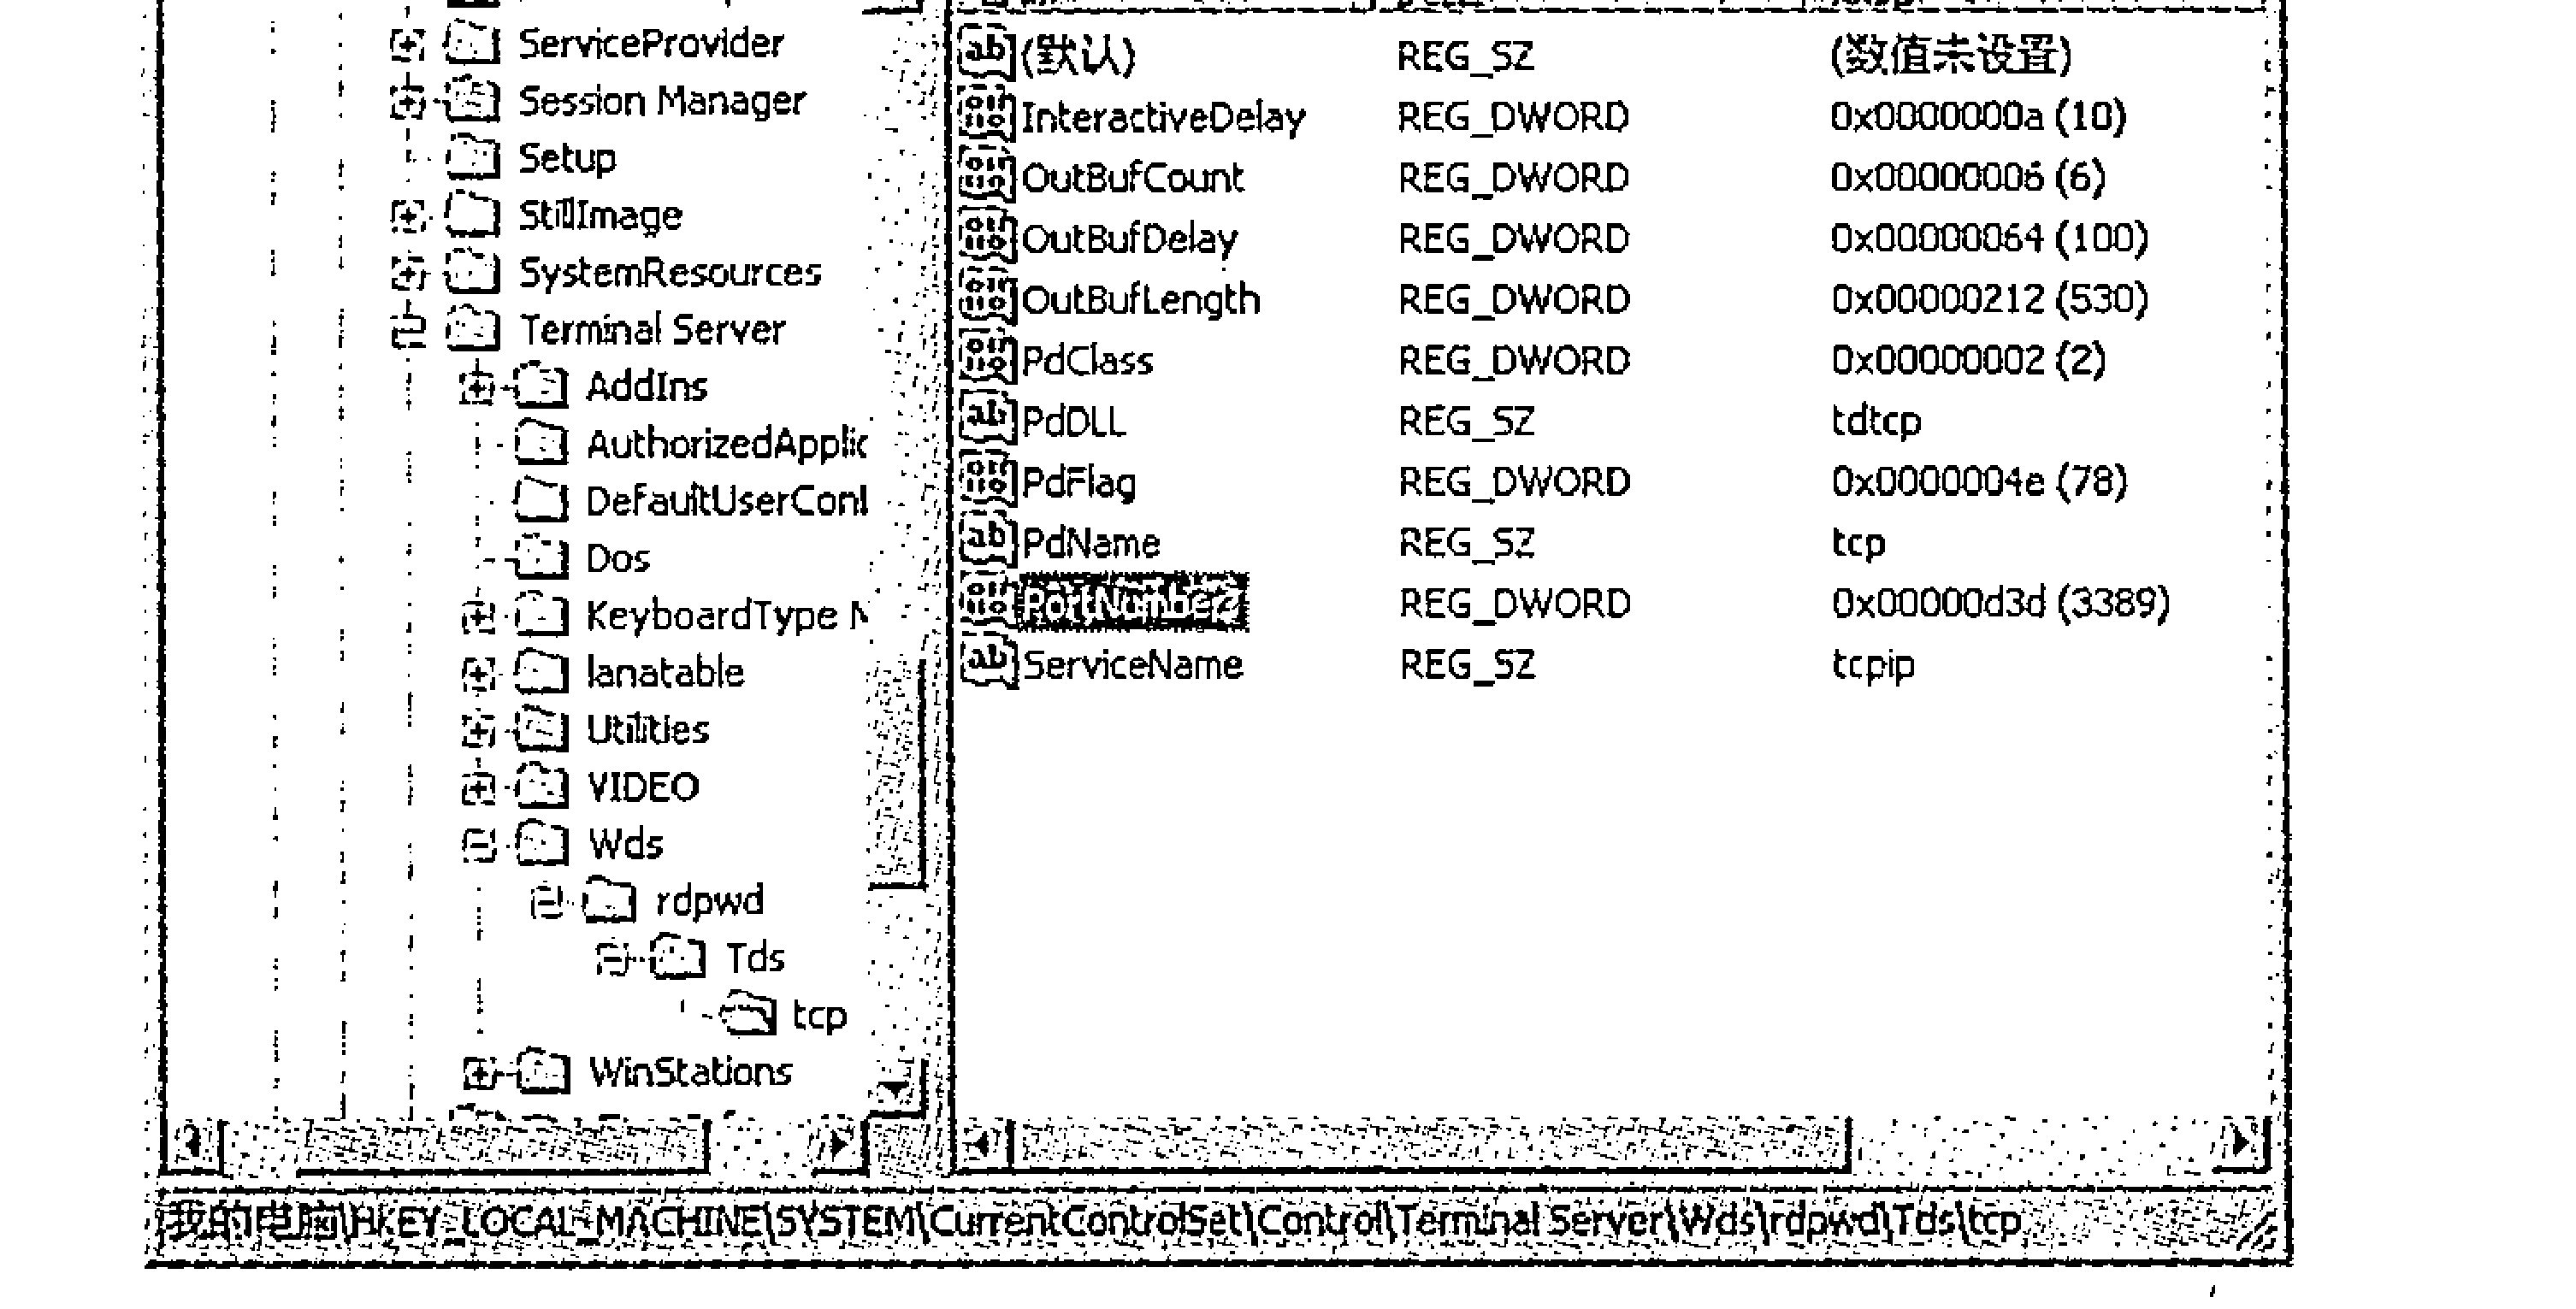 ServiceProvider
Session Manager
Setup
StillImage
SystemResources
Terminal Server
AddIns
AuthorizedApplic
DefaultUserConf
Dos
KeyboardType M
lanatable
Utilities
VIDEO
Wds
rdpwd
Tds
tcp
WinStations
(默认) REG_SZ (数值未设置)
InteractiveDelay REG_DWORD 0x0000000a (10)
OutBufCount REG_DWORD 0x00000006 (6)
OutBufDelay REG_DWORD 0x00000064 (100)
OutBufLength REG_DWORD 0x00000212 (530)
PdClass REG_DWORD 0x00000002 (2)
PdDLL REG_SZ tdtcp
PdFlag REG_DWORD 0x0000004e (78)
PdName REG_SZ tcp
PortNumber REG_DWORD 0x00000d3d (3389)
ServiceName REG_SZ tcpip
我的电脑\HKEY_LOCAL_MACHINE\SYSTEM\CurrentControlSet\Control\Terminal Server\Wds\rdpwd\Tds\tcp